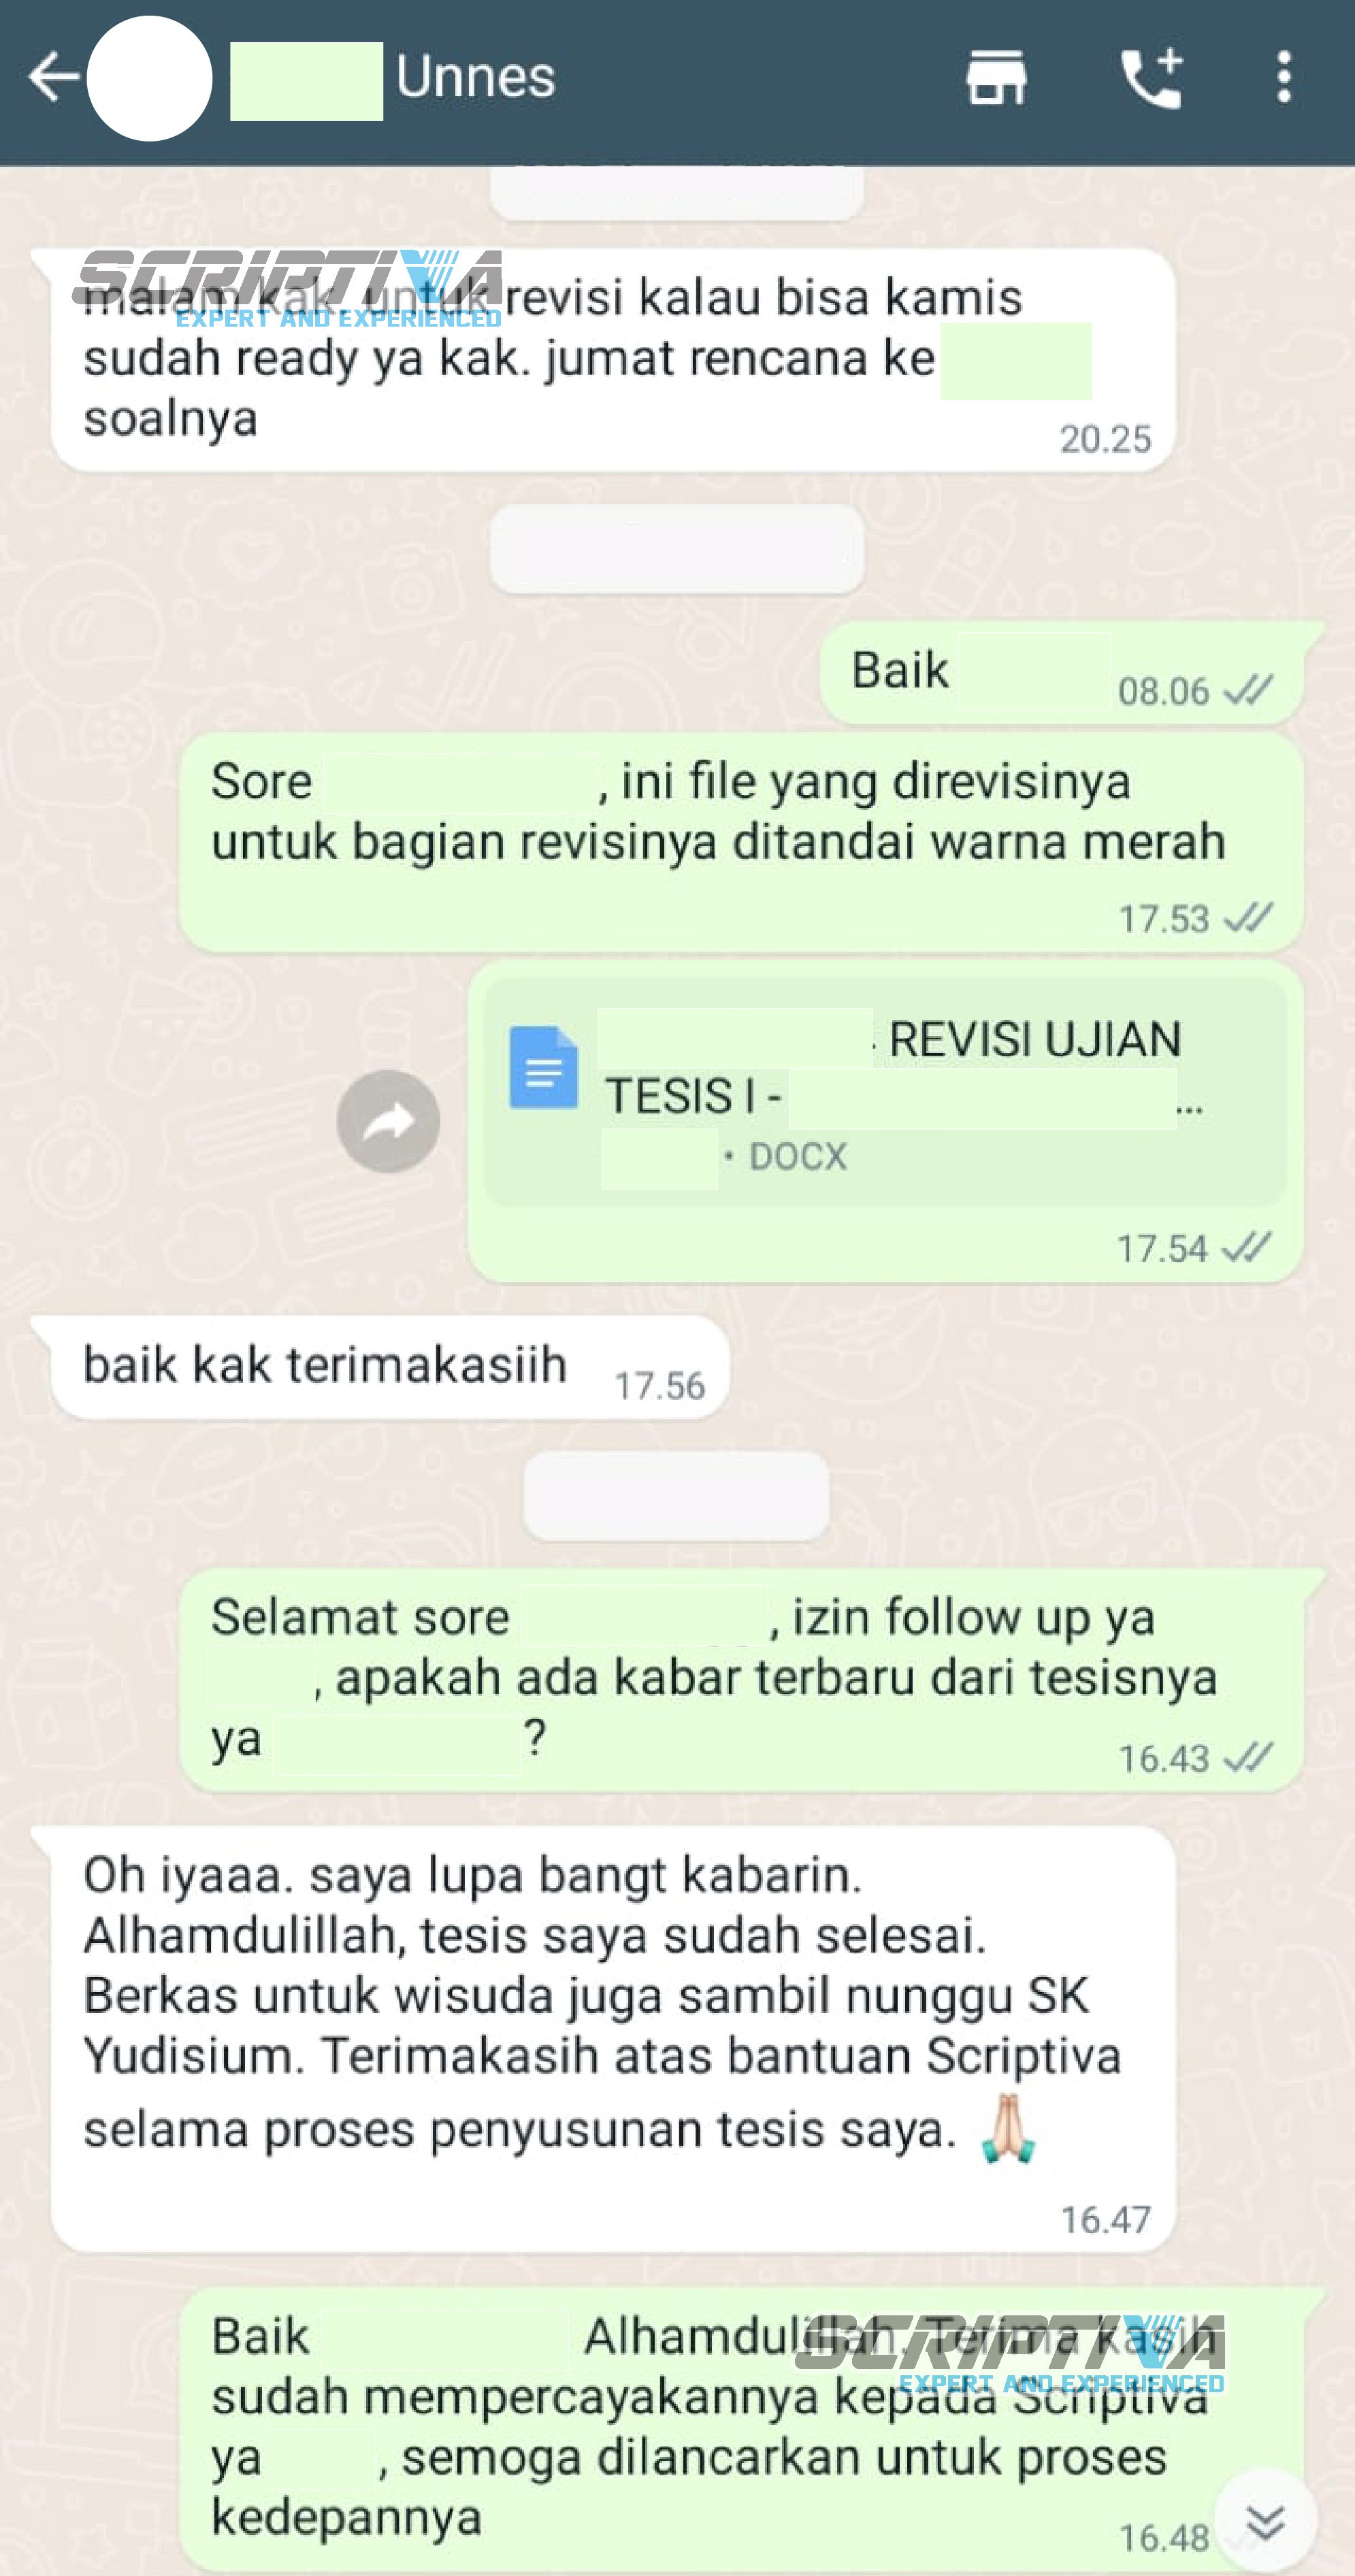 Unnes
SCRIPTIVA
EXPERT AND EXPERIENCED
malam kak. untuk revisi kalau bisa kamis
sudah ready ya kak. jumat rencana ke
soalnya
20.25
Baik
08.06
Sore , ini file yang direvisinya
untuk bagian revisinya ditandai warna merah
17.53
REVISI UJIAN
TESIS I - ...
• DOCX
17.54
baik kak terimakasiih
17.56
Selamat sore , izin follow up ya
, apakah ada kabar terbaru dari tesisnya
ya ?
16.43
Oh iyaaa. saya lupa bangt kabarin.
Alhamdulillah, tesis saya sudah selesai.
Berkas untuk wisuda juga sambil nunggu SK
Yudisium. Terimakasih atas bantuan Scriptiva
selama proses penyusunan tesis saya. 🙏🏻
16.47
Baik Alhamdulillah. Terima kasih
SCRIPTIVA
EXPERT AND EXPERIENCED
sudah mempercayakannya kepada Scriptiva
ya , semoga dilancarkan untuk proses
kedepannya
16.48